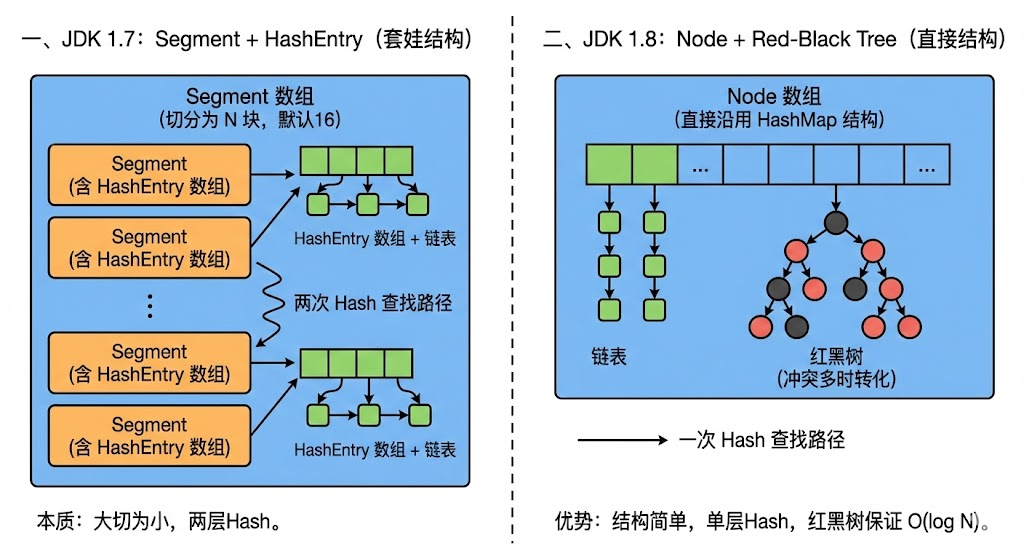 一、JDK 1.7：Segment + HashEntry（套娃结构）
Segment 数组
(切分为 N 块，默认16)
Segment
(含 HashEntry 数组)
Segment
(含 HashEntry 数组)
⋮
Segment
(含 HashEntry 数组)
Segment
(含 HashEntry 数组)
HashEntry 数组 + 链表
两次 Hash 查找路径
HashEntry 数组 + 链表
本质：大切为小，两层Hash。
二、JDK 1.8：Node + Red-Black Tree（直接结构）
Node 数组
(直接沿用 HashMap 结构)
... ...
链表
红黑树
(冲突多时转化)
一次 Hash 查找路径
优势：结构简单，单层Hash，红黑树保证 O(log N)。